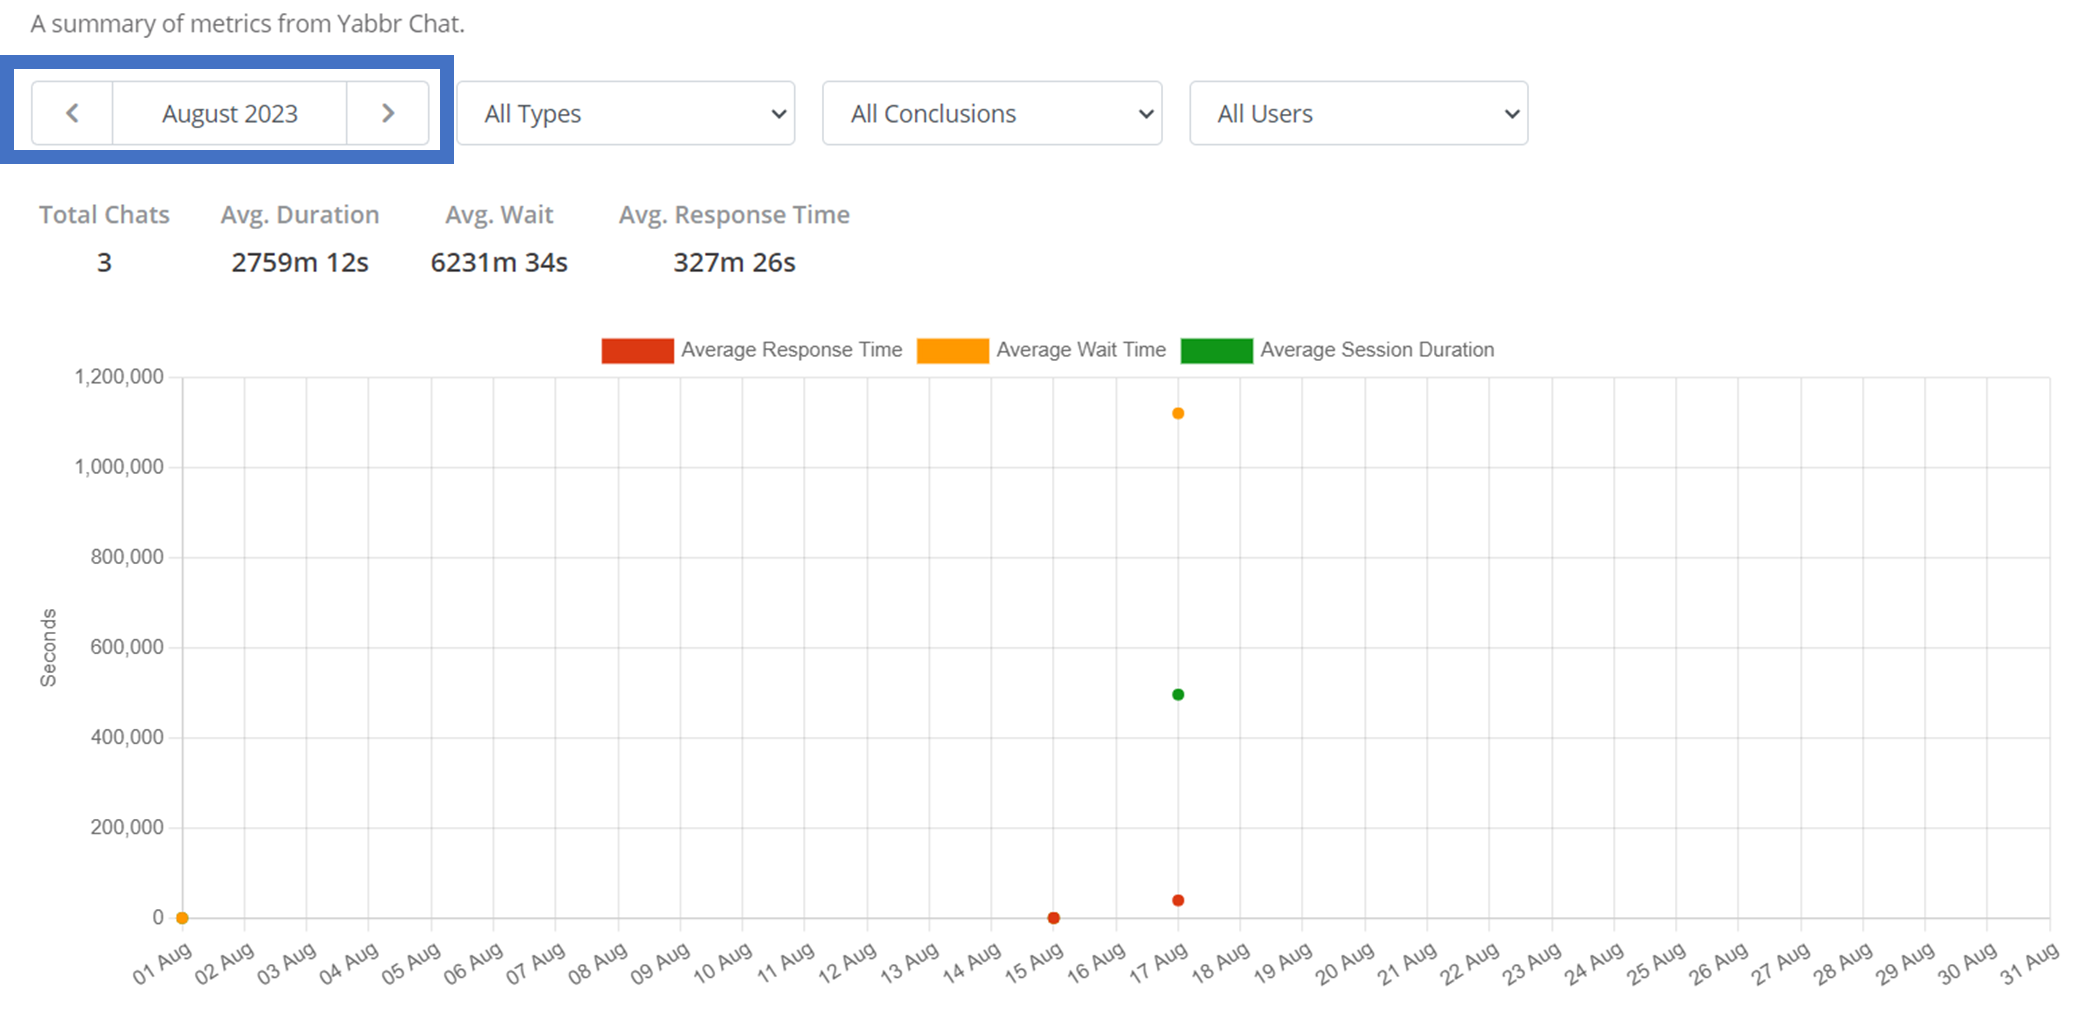 A summary of metrics from Yabbr Chat.
August 2023 All Types All Conclusions All Users
Total Chats Avg. Duration Avg. Wait Avg. Response Time
3 2759m 12s 6231m 34s 327m 26s
Average Response Time Average Wait Time Average Session Duration
1,200,000
1,000,000
800,000
600,000
400,000
200,000
0
Seconds
01 Aug 02 Aug 03 Aug 04 Aug 05 Aug 06 Aug 07 Aug 08 Aug 09 Aug 10 Aug 11 Aug 12 Aug 13 Aug 14 Aug 15 Aug 16 Aug 17 Aug 18 Aug 19 Aug 20 Aug 21 Aug 22 Aug 23 Aug 24 Aug 25 Aug 26 Aug 27 Aug 28 Aug 29 Aug 30 Aug 31 Aug